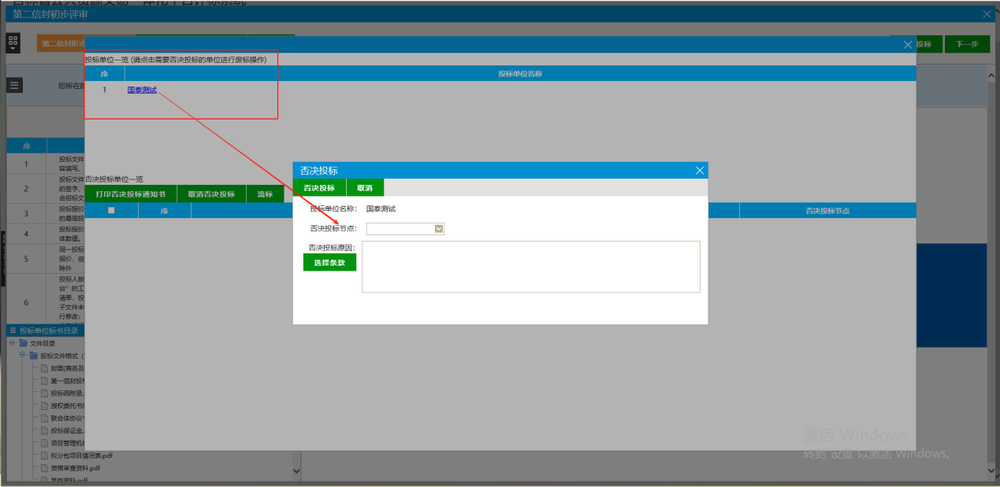 第二信封初步评审
第二信封形式
投标
下一步
投标单位一览 (请点击需要否决投标的单位进行废标操作)
序
投标单位名称
1
国泰测试
您所在的
序
1
投标文件
容填写、
2
投标文件
的签字、
合招标文
3
投标报价
的最高投
4
投标报价
体数值。
5
同一投标
报价，但
除外
6
投标人按
台”的工
清单，投
子文件未
行修改；
否决投标单位一览
打印否决投标通知书
取消否决投标
流标
序
否决投标节点
否决投标
否决投标
取消
投标单位名称：
国泰测试
否决投标节点：
否决投标原因：
选择条款
投标单位标书目录
文件目录
投标文件格式（
封面(商务及
第一信封投标
投标函附录.
授权委托书或
联合体协议书
投标保证金.
项目管理机构
拟分包项目情况表.pdf
资格审查资料.pdf
其他资料.pdf
激活 Windows
转到"设置"以激活 Windows。